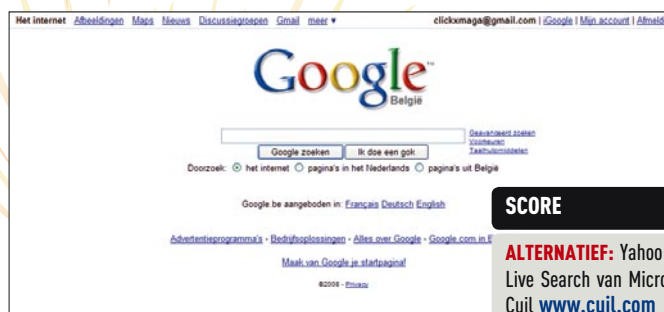 Het internet Afbeeldingen Maps Nieuws Discussiegroepen Gmail meer ▼ clickxmaga@gmail.com | iGoogle | Mijn account | Afmeld
Google™
België
Geavanceerd zoeken
Voorkeuren
Taalhulpmiddelen
Google zoeken Ik doe een gok
Doorzoek: het internet pagina's in het Nederlands pagina's uit België
Google.be aangeboden in: Français Deutsch English
Advertentieprogramma's - Bedrijfsoplossingen - Alles over Google - Google.com in E
Maak van Google je startpagina!
©2008 - Privacy
SCORE
ALTERNATIEF: Yahoo
Live Search van Micro
Cuil www.cuil.com